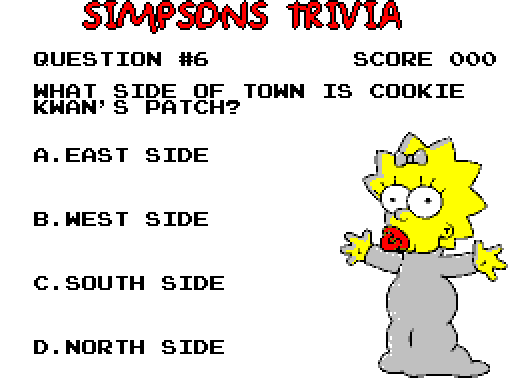 SIMPSONS TRIVIA
QUESTION #6 SCORE 000
WHAT SIDE OF TOWN IS COOKIE
KWAN'S PATCH?
A.EAST SIDE
B.WEST SIDE
C.SOUTH SIDE
D.NORTH SIDE